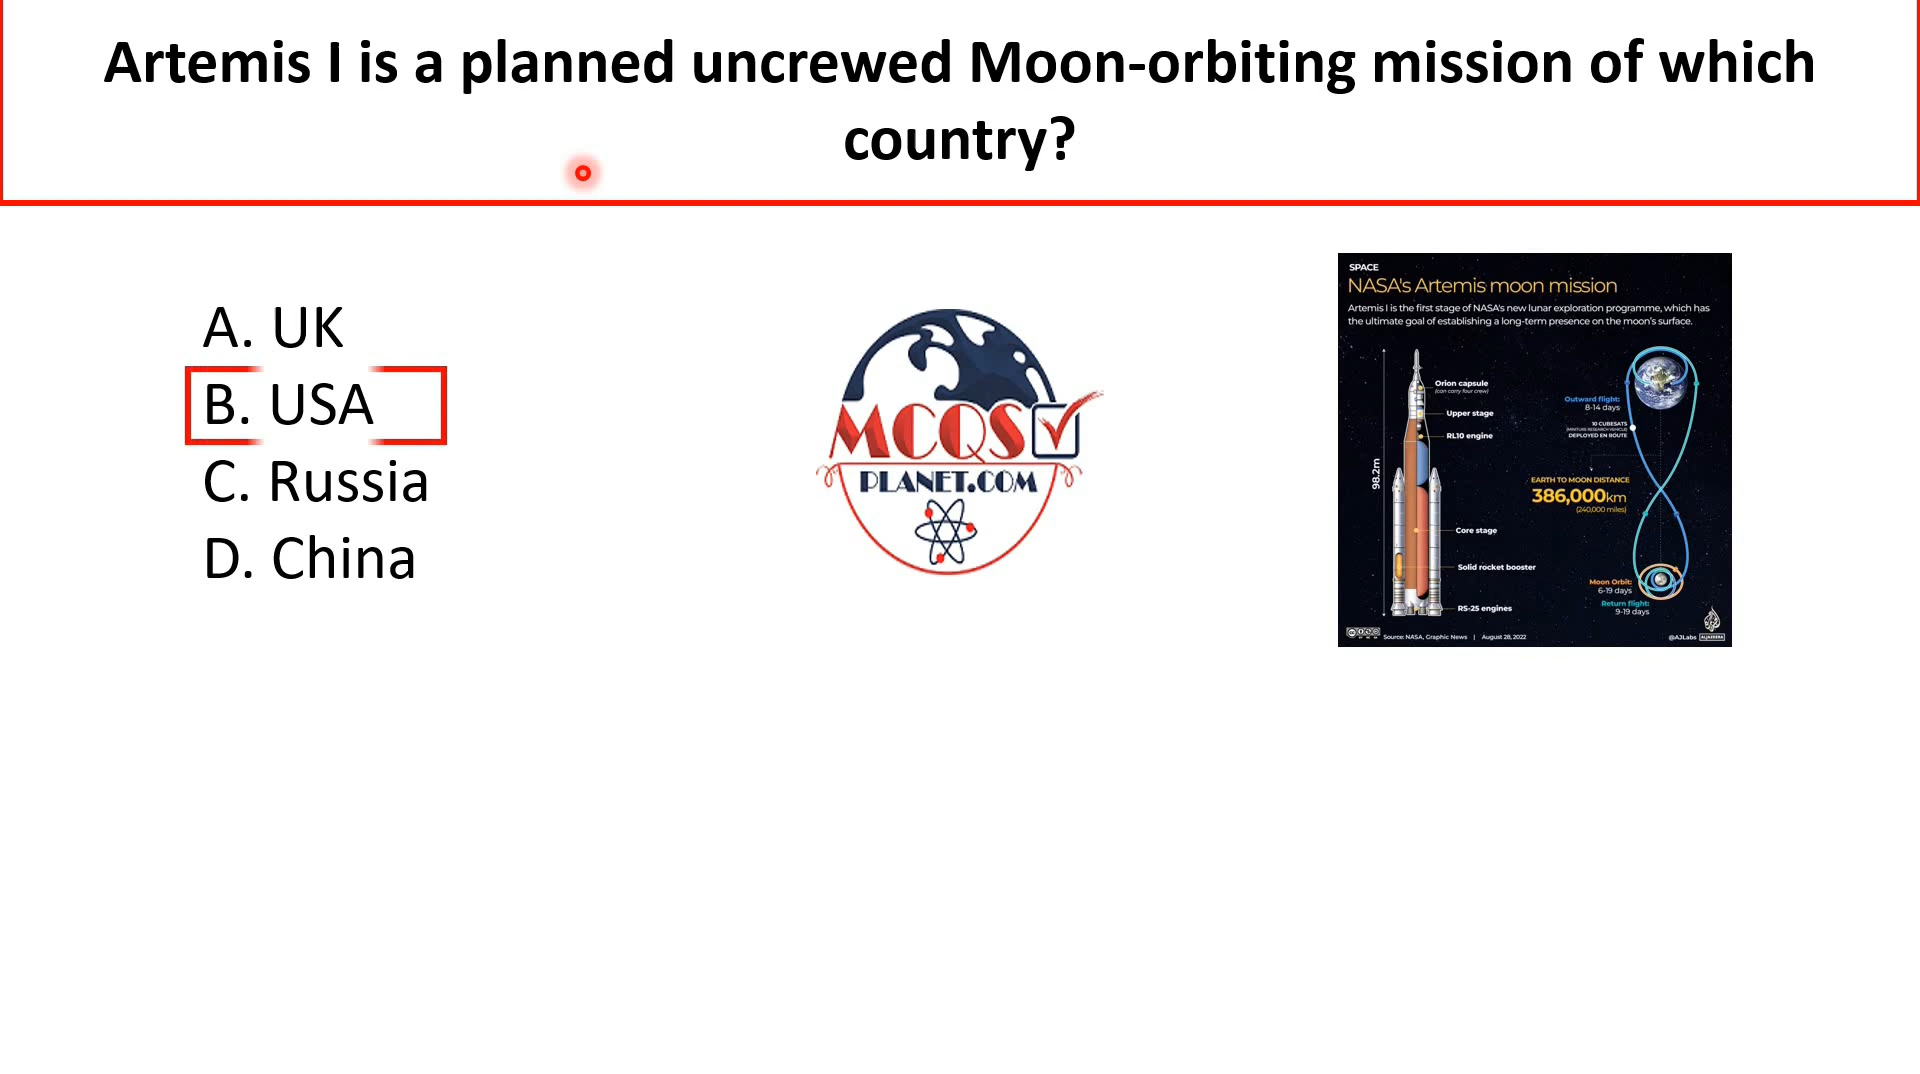 Artemis I is a planned uncrewed Moon-orbiting mission of which
country?
A. UK
B. USA
C. Russia
D. China
MCQS
PLANET.COM
SPACE
NASA's Artemis moon mission
Artemis I is the first stage of NASA's new lunar exploration programme, which has
the ultimate goal of establishing a long-term presence on the moon's surface.
98.2m
Orion capsule
(can carry four crew)
Upper stage
RL10 engine
Core stage
Solid rocket booster
RS-25 engines
Outward flight:
8-14 days
10 CUBESATS
DEPLOYED EN ROUTE
EARTH TO MOON DISTANCE
386,000km
(240,000 miles)
Moon Orbit:
6-19 days
Return flight:
9-19 days
Source: NASA, Graphic News | August 28, 2022
@AJLabs
ALJAZEERA